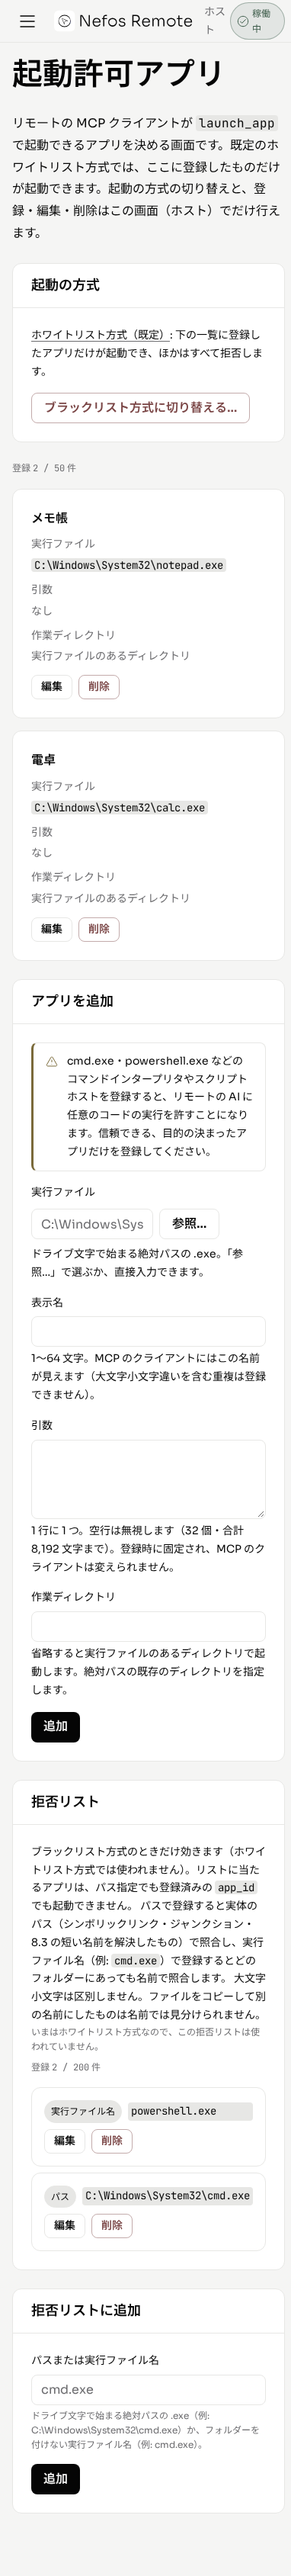 Nefos Remote
ホスト
稼働中
起動許可アプリ
リモートの MCP クライアントが launch_app
で起動できるアプリを決める画面です。既定のホ
ワイトリスト方式では、ここに登録したものだけ
が起動できます。起動の方式の切り替えと、登
録・編集・削除はこの画面（ホスト）でだけ行え
ます。
起動の方式
ホワイトリスト方式（既定）: 下の一覧に登録し
たアプリだけが起動でき、ほかはすべて拒否しま
す。
ブラックリスト方式に切り替える…
登録 2 / 50 件
メモ帳
実行ファイル
C:\Windows\System32\notepad.exe
引数
なし
作業ディレクトリ
実行ファイルのあるディレクトリ
編集 削除
電卓
実行ファイル
C:\Windows\System32\calc.exe
引数
なし
作業ディレクトリ
実行ファイルのあるディレクトリ
編集 削除
アプリを追加
cmd.exe・powershell.exe などの
コマンドインタープリタやスクリプト
ホストを登録すると、リモートの AI に
任意のコードの実行を許すことになり
ます。信頼できる、目的の決まったア
プリだけを登録してください。
実行ファイル
C:\Windows\Sys 参照…
ドライブ文字で始まる絶対パスの .exe。「参
照…」で選ぶか、直接入力できます。
表示名
1〜64 文字。MCP のクライアントにはこの名前
が見えます（大文字小文字違いを含む重複は登録
できません）。
引数
1 行に 1 つ。空行は無視します（32 個・合計
8,192 文字まで）。登録時に固定され、MCP のク
ライアントは変えられません。
作業ディレクトリ
省略すると実行ファイルのあるディレクトリで起
動します。絶対パスの既存のディレクトリを指定
します。
追加
拒否リスト
ブラックリスト方式のときだけ効きます（ホワイ
トリスト方式では使われません）。リストに当た
るアプリは、パス指定でも登録済みの app_id
でも起動できません。 パスで登録すると実体の
パス（シンボリックリンク・ジャンクション・
8.3 の短い名前を解決したもの）で照合し、実行
ファイル名（例: cmd.exe）で登録するとどの
フォルダーにあっても名前で照合します。 大文字
小文字は区別しません。ファイルをコピーして別
の名前にしたものは名前では見分けられません。
いまはホワイトリスト方式なので、この拒否リストは使
われていません。
登録 2 / 200 件
実行ファイル名 powershell.exe
編集 削除
パス C:\Windows\System32\cmd.exe
編集 削除
拒否リストに追加
パスまたは実行ファイル名
cmd.exe
ドライブ文字で始まる絶対パスの .exe（例:
C:\Windows\System32\cmd.exe）か、フォルダーを
付けない実行ファイル名（例: cmd.exe）。
追加